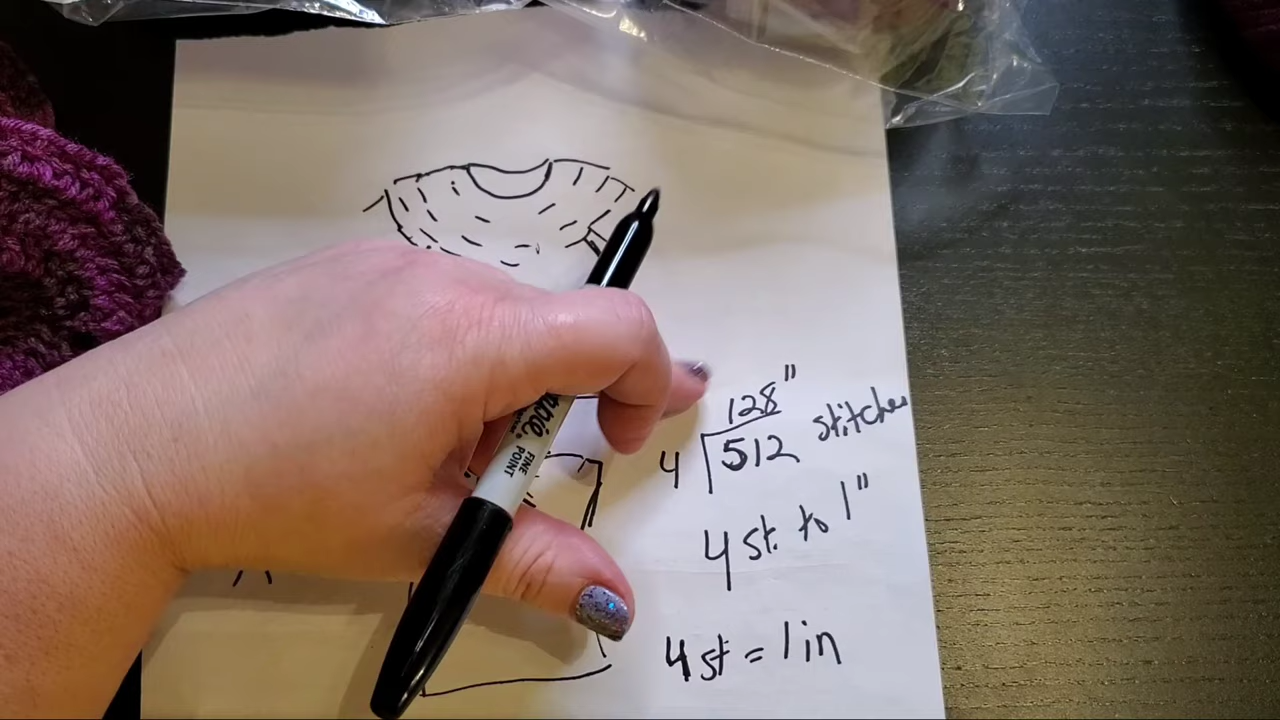 128"
4 512 stitches
4 st. to 1"
4 st = 1 in
FINE
POINT